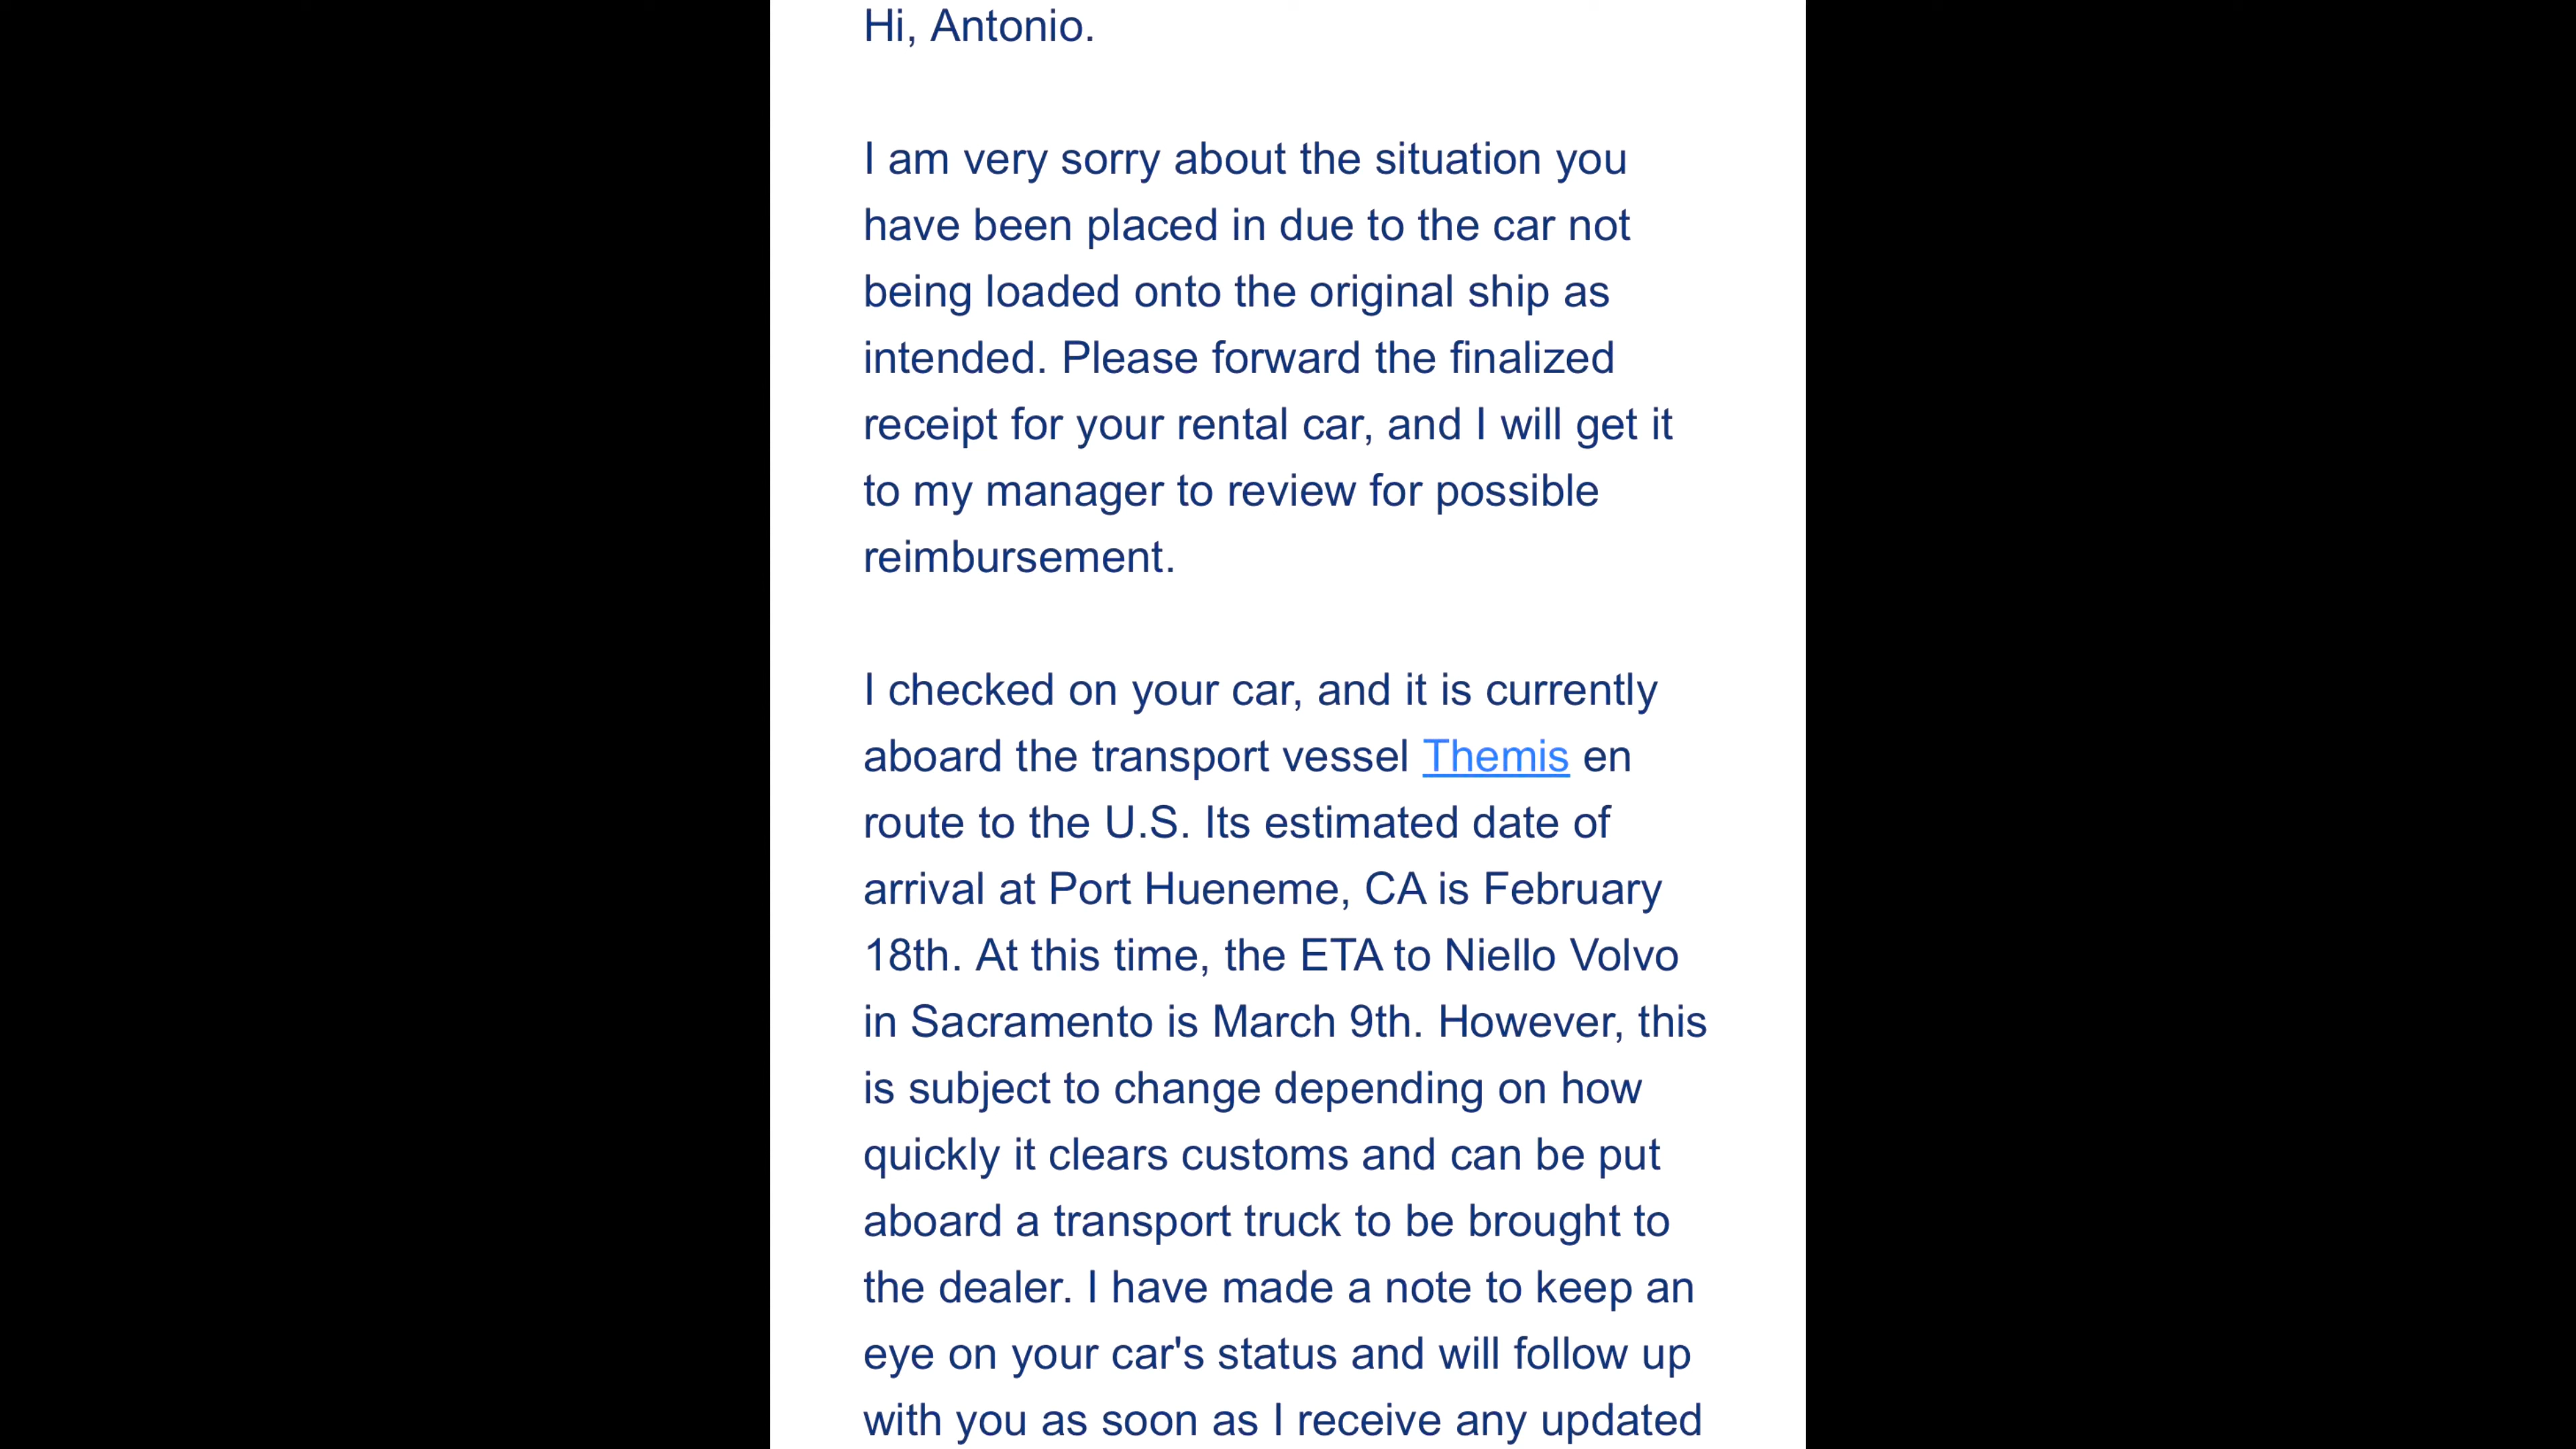 Hi, Antonio.
I am very sorry about the situation you
have been placed in due to the car not
being loaded onto the original ship as
intended. Please forward the finalized
receipt for your rental car, and I will get it
to my manager to review for possible
reimbursement.
I checked on your car, and it is currently
aboard the transport vessel Themis en
route to the U.S. Its estimated date of
arrival at Port Hueneme, CA is February
18th. At this time, the ETA to Niello Volvo
in Sacramento is March 9th. However, this
is subject to change depending on how
quickly it clears customs and can be put
aboard a transport truck to be brought to
the dealer. I have made a note to keep an
eye on your car's status and will follow up
with you as soon as I receive any updated